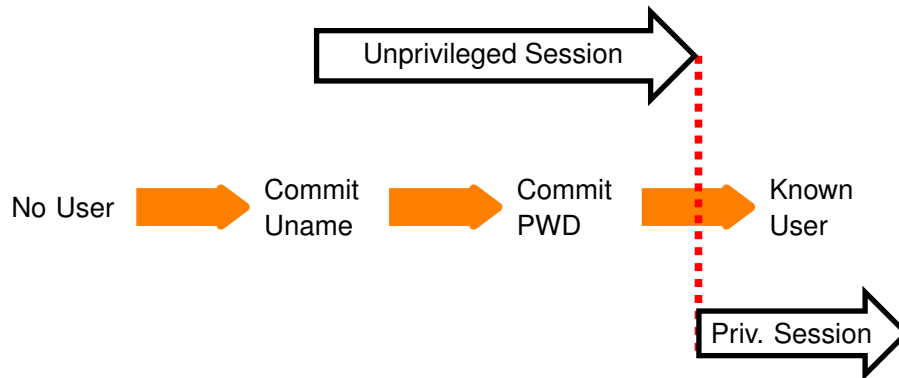 Unprivileged Session
No User
Commit
Uname
Commit
PWD
Known
User
Priv. Session